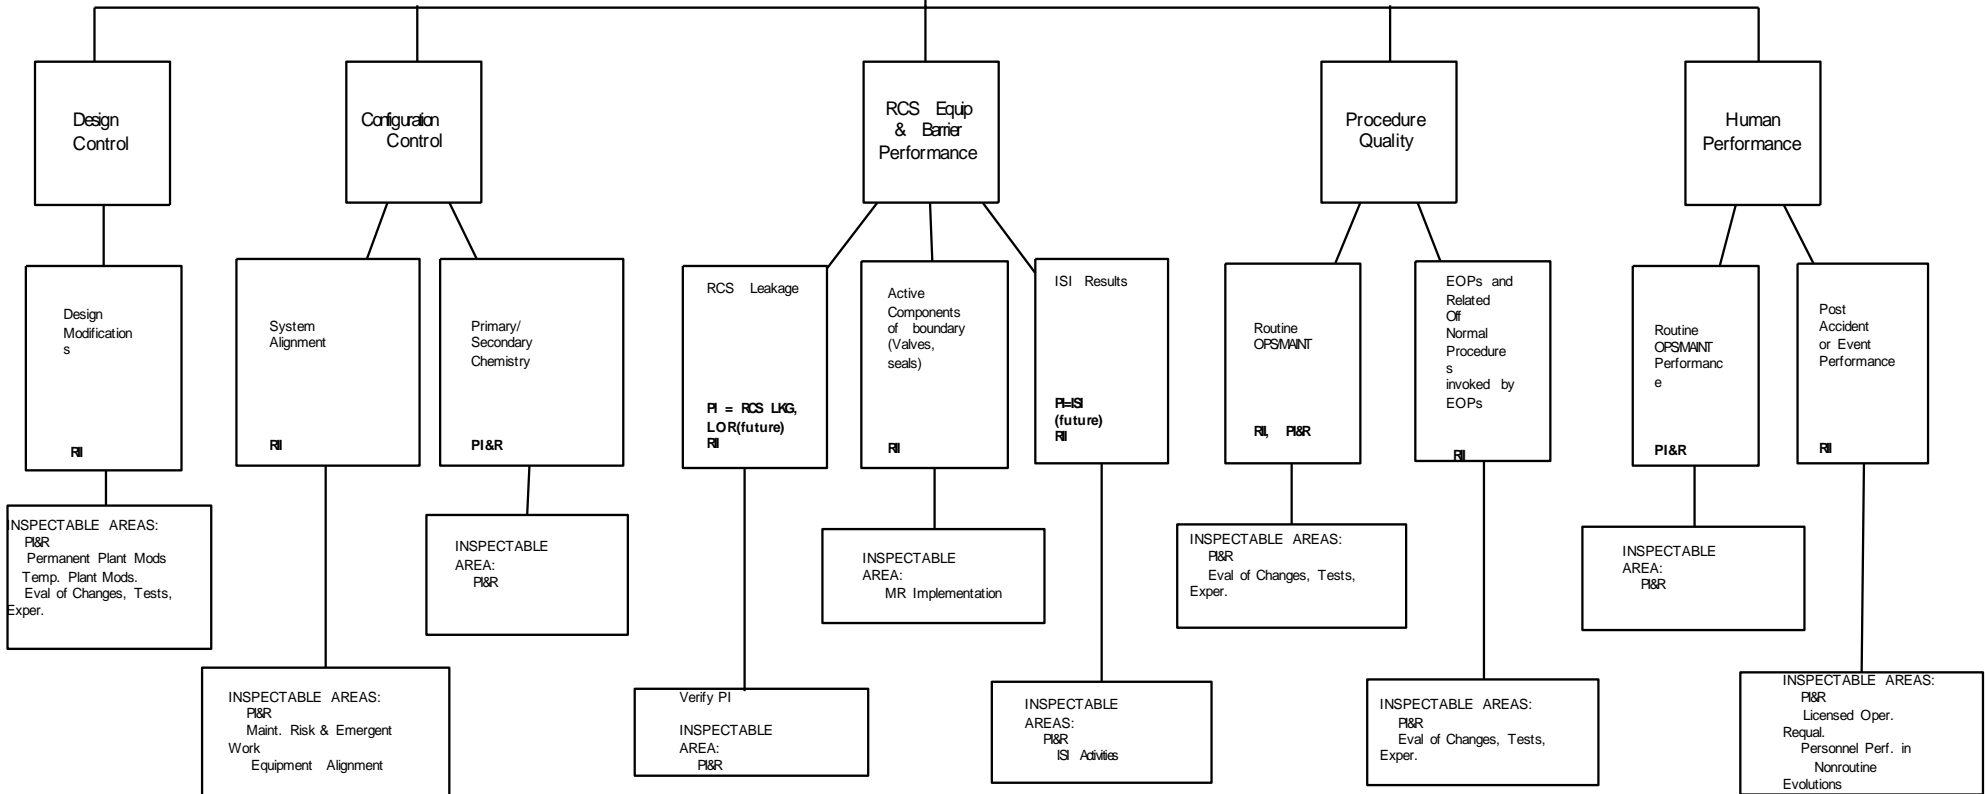 Design
Control
Configuration
Control
RCS Equip
& Barrier
Performance
Procedure
Quality
Human
Performance
Design
Modification
s
RII
System
Alignment
RII
Primary/
Secondary
Chemistry
PI&R
RCS Leakage
PI = RCS LKG,
LOR(future)
RII
Active
Components
of boundary
(Valves,
seals)
RII
ISI Results
PI=ISI
(future)
RII
Routine
OPS/MAINT
RII, PI&R
EOPs and
Related
Off
Normal
Procedure
s
invoked by
EOPs
RII
Routine
OPS/MAINT
Performanc
e
PI&R
Post
Accident
or Event
Performance
RII
INSPECTABLE AREAS:
PI&R
Permanent Plant Mods
Temp. Plant Mods.
Eval of Changes, Tests,
Exper.
INSPECTABLE AREAS:
PI&R
Maint. Risk & Emergent
Work
Equipment Alignment
INSPECTABLE
AREA:
PI&R
Verify PI
INSPECTABLE
AREA:
PI&R
INSPECTABLE
AREA:
MR Implementation
INSPECTABLE
AREAS:
PI&R
ISI Activities
INSPECTABLE AREAS:
PI&R
Eval of Changes, Tests,
Exper.
INSPECTABLE AREAS:
PI&R
Eval of Changes, Tests,
Exper.
INSPECTABLE
AREA:
PI&R
INSPECTABLE AREAS:
PI&R
Licensed Oper.
Requal.
Personnel Perf. in
Nonroutine
Evolutions